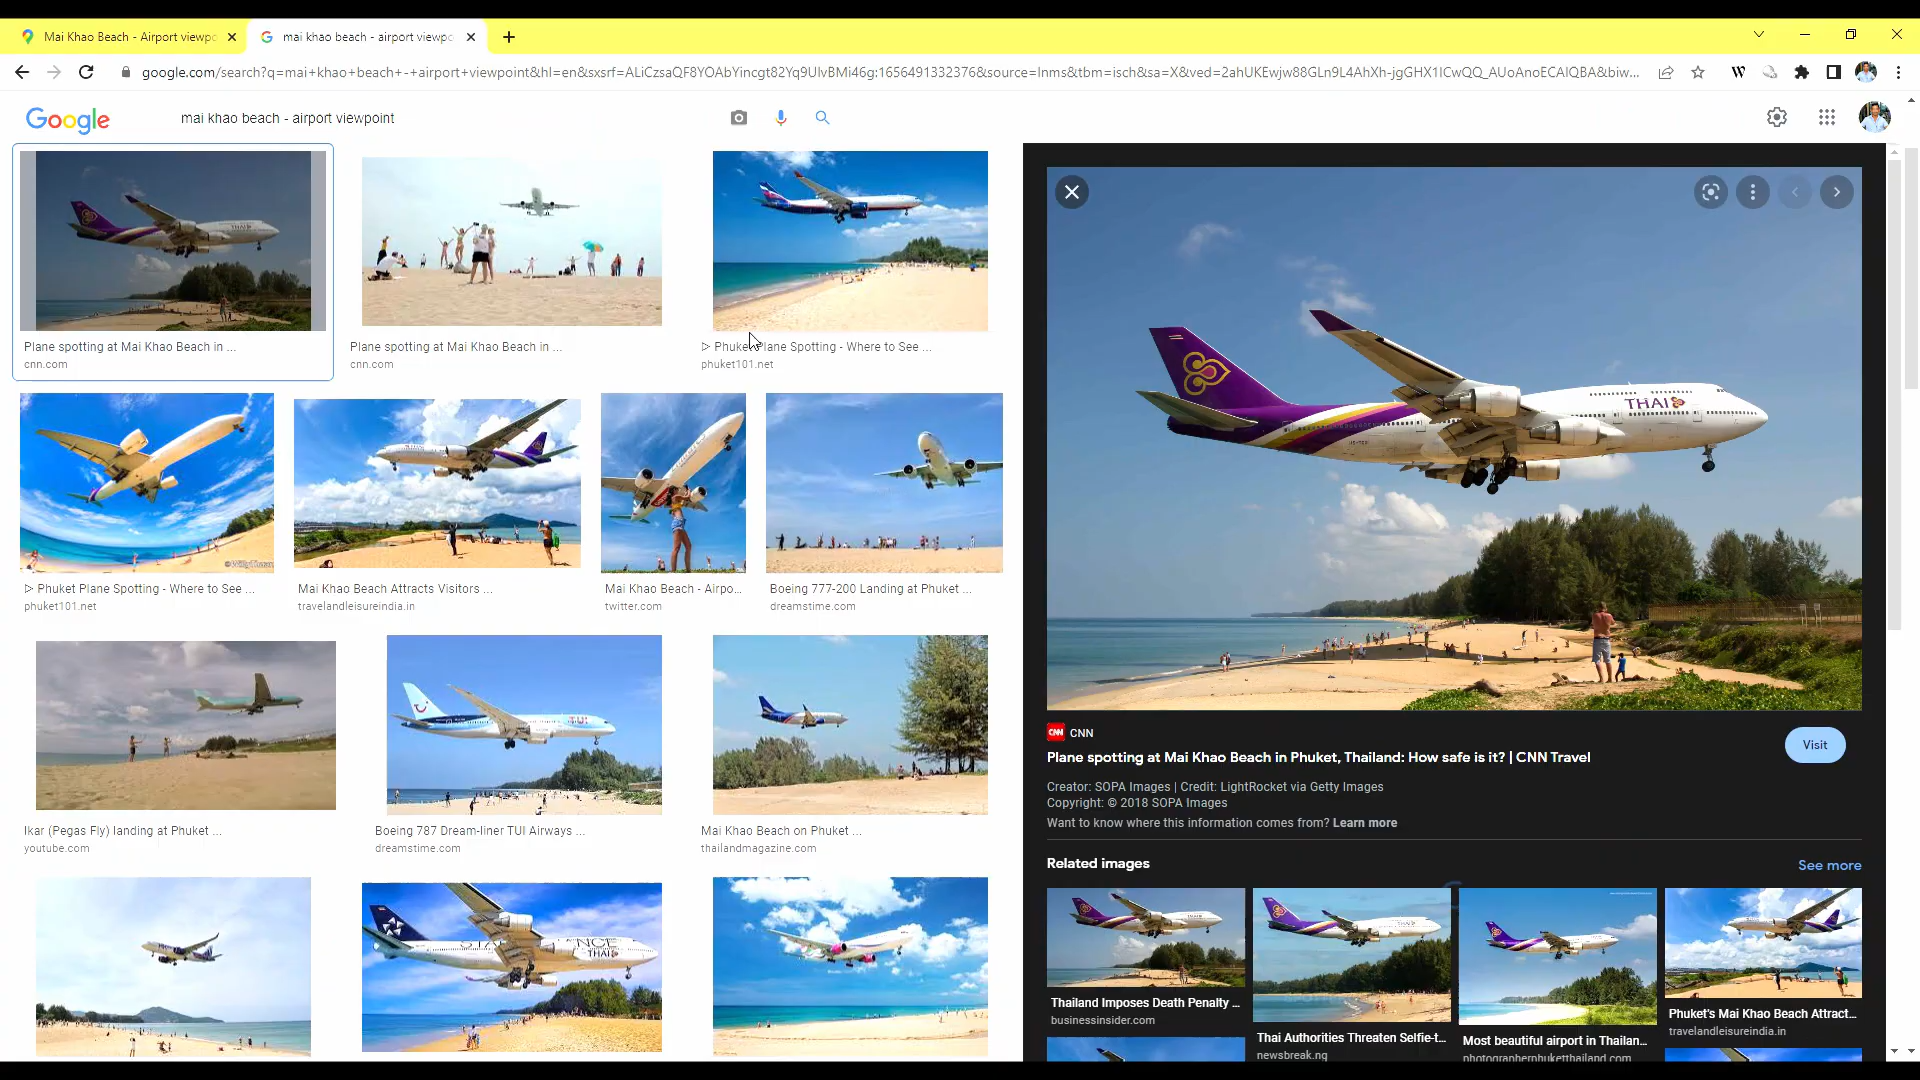 Mai Khao Beach - Airport viewpo
mai khao beach - airport viewpo
google.com/search?q=mai+khao+beach+-+airport+viewpoint&hl=en&sxsrf=ALiCzsaQF8YOAbYincgt82Yq9UlvBMi46g:1656491332376&source=lnms&tbm=isch&sa=X&ved=2ahUKEwjw88GLn9L4AhXh-jgGHX1ICwQQ_AUoAnoECAIQBA&biw...
W
Google
mai khao beach - airport viewpoint
Plane spotting at Mai Khao Beach in ...
cnn.com
Plane spotting at Mai Khao Beach in ...
cnn.com
Phuket Plane Spotting - Where to See ...
phuket101.net
Phuket Plane Spotting - Where to See ...
phuket101.net
Mai Khao Beach Attracts Visitors ...
travelandleisureindia.in
Mai Khao Beach - Airpo...
twitter.com
Boeing 777-200 Landing at Phuket ...
dreamstime.com
Ikar (Pegas Fly) landing at Phuket ...
youtube.com
TUI
Boeing 787 Dream-liner TUI Airways ...
dreamstime.com
Mai Khao Beach on Phuket ...
thailandmagazine.com
THAI
THAI
CNN
CNN
Plane spotting at Mai Khao Beach in Phuket, Thailand: How safe is it? | CNN Travel
Visit
Creator: SOPA Images | Credit: LightRocket via Getty Images
Copyright: © 2018 SOPA Images
Want to know where this information comes from? Learn more
Related images
See more
Thailand Imposes Death Penalty ...
businessinsider.com
Thai Authorities Threaten Selfie-t...
newsbreak.ng
Most beautiful airport in Thailan...
photographerphuketthailand.com
Phuket's Mai Khao Beach Attract...
travelandleisureindia.in